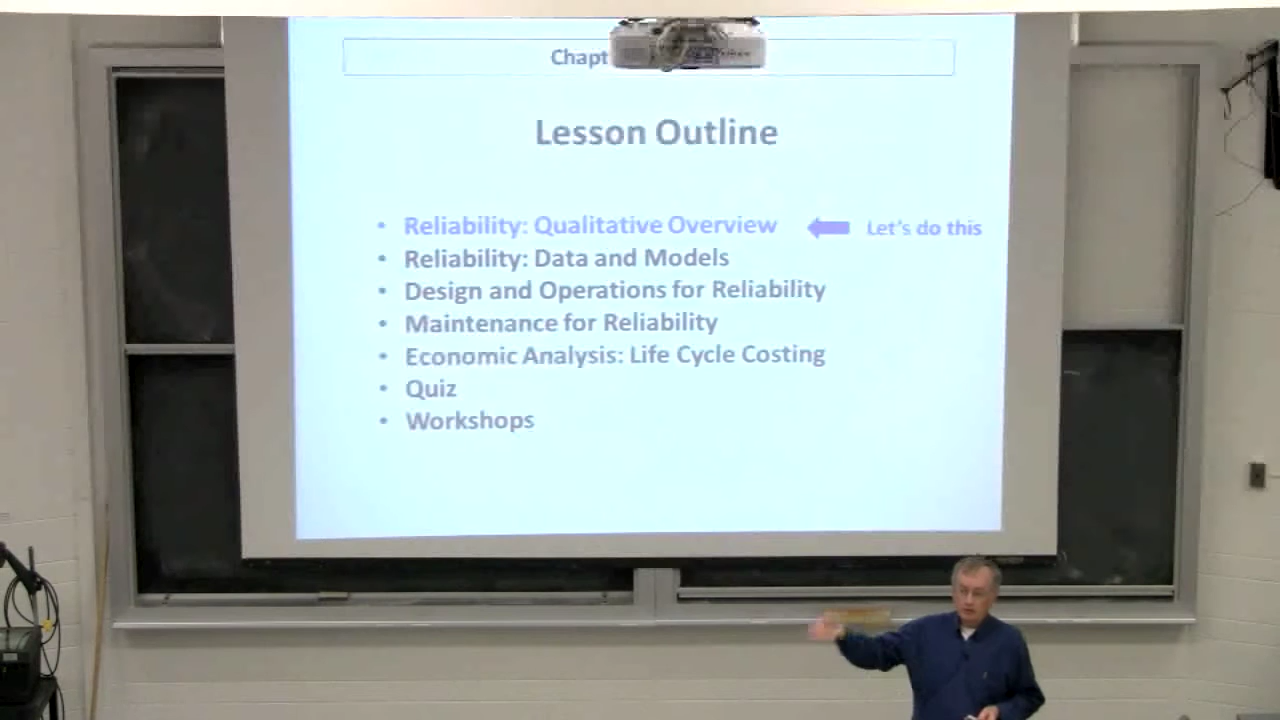 Lesson Outline
• Reliability: Qualitative Overview Let's do this
• Reliability: Data and Models
• Design and Operations for Reliability
• Maintenance for Reliability
• Economic Analysis: Life Cycle Costing
• Quiz
• Workshops